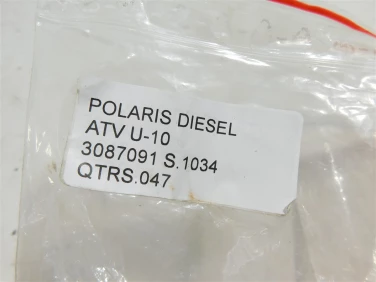 POLARIS DIESEL
ATV U-10
3087091 S.1034
QTRS.047